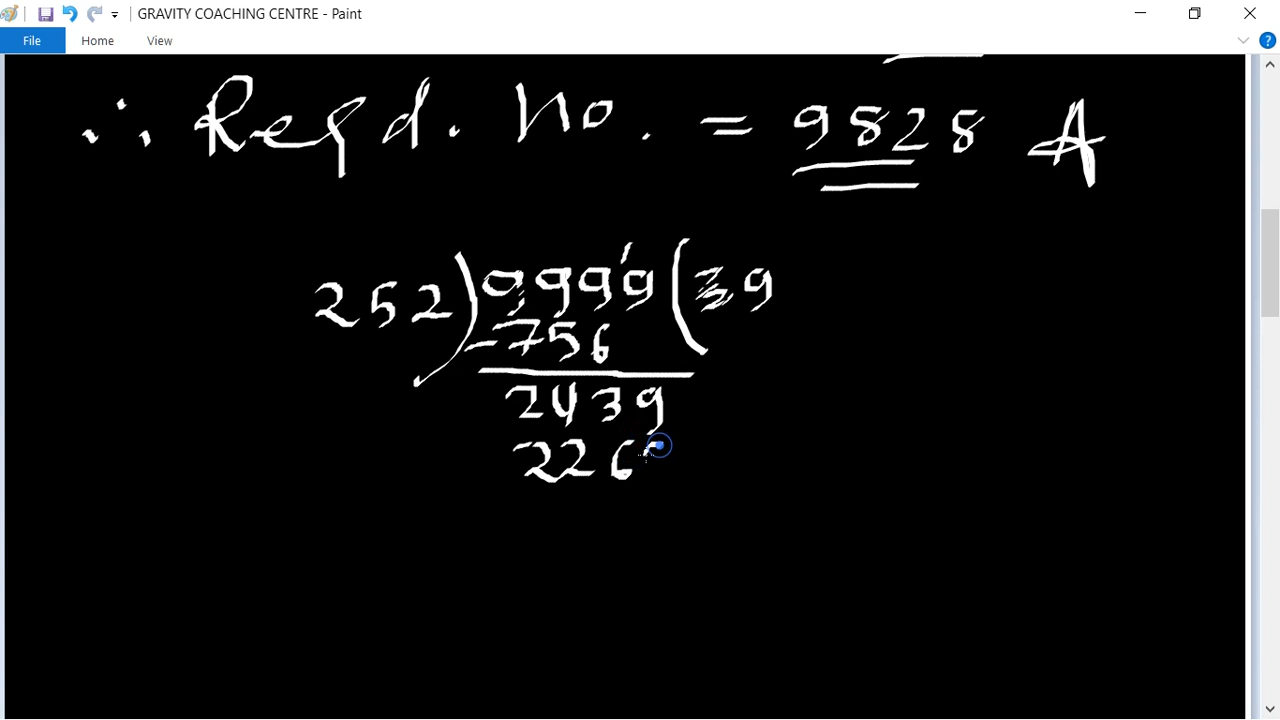 GRAVITY COACHING CENTRE - Paint
File Home View
∴ Reqd. no. = 9828 A
252) 9999 (39
-756
2439
226